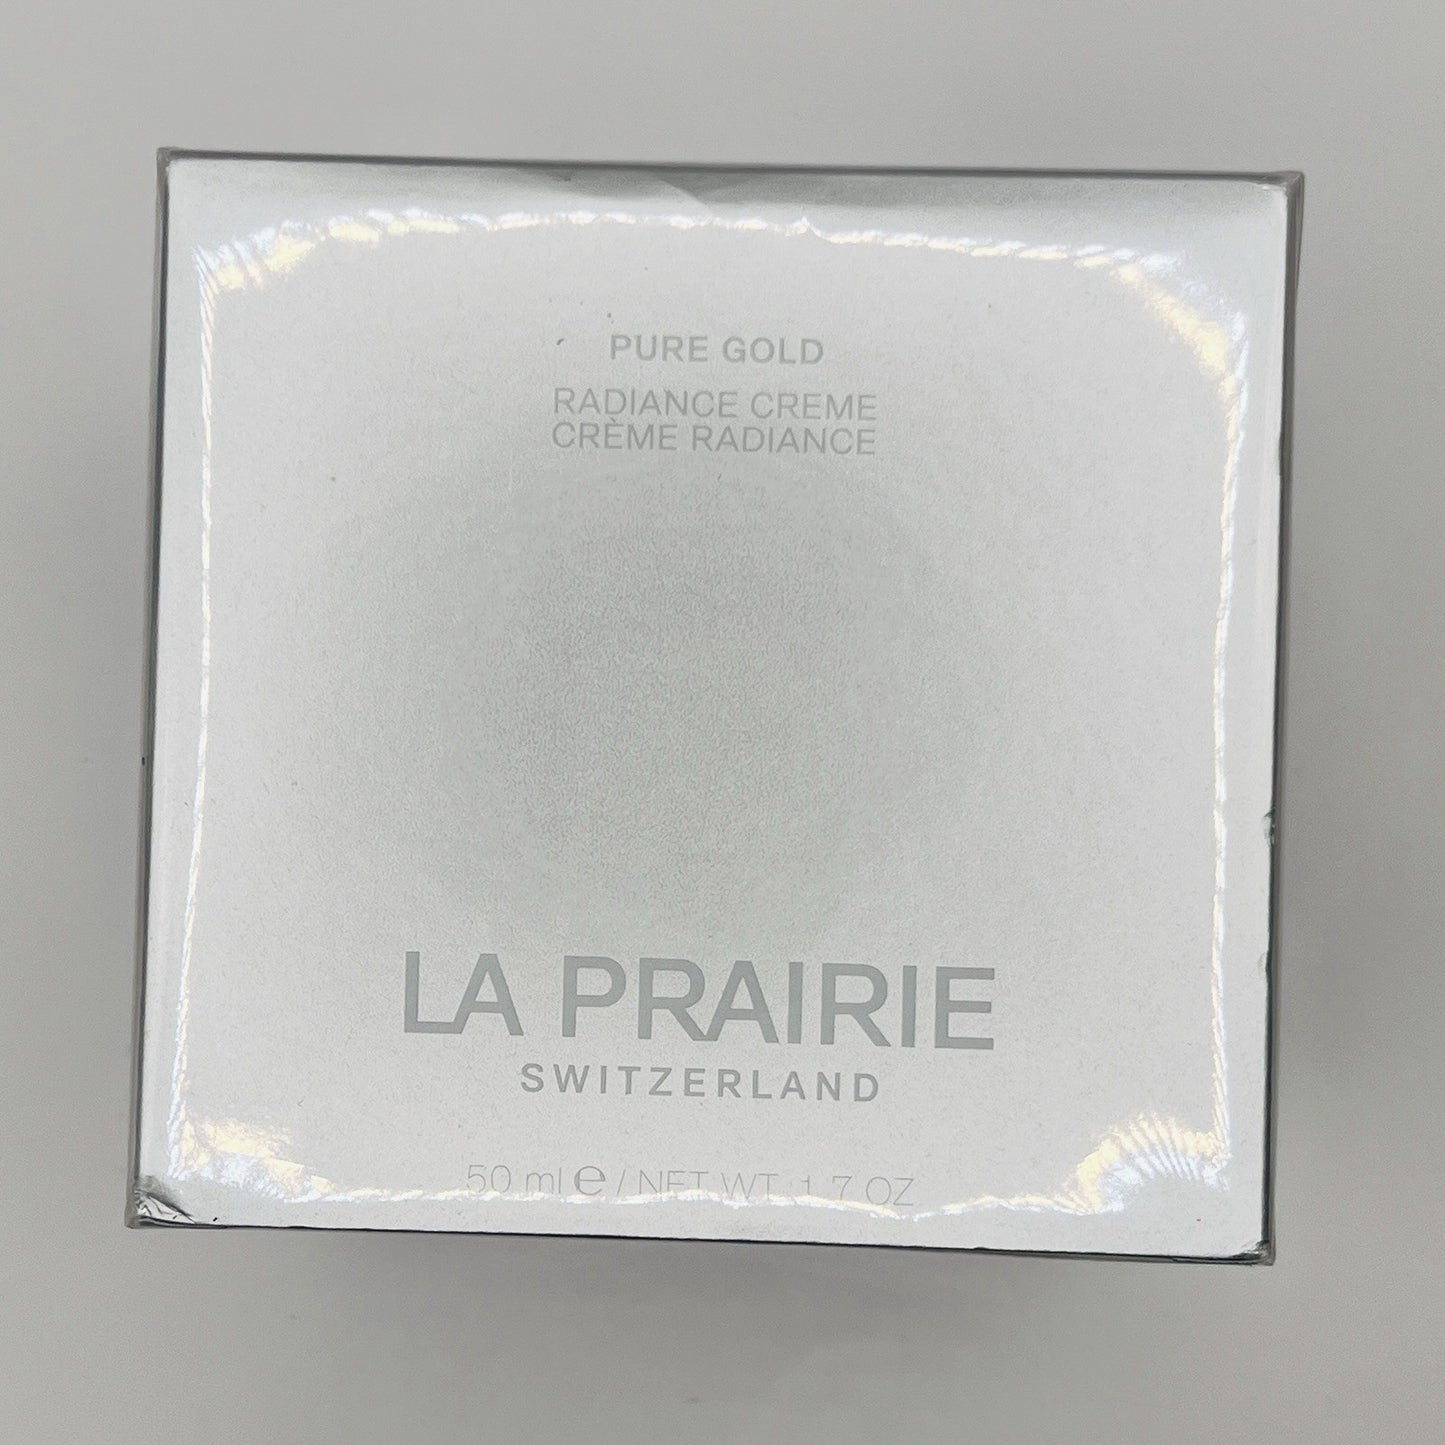 PURE GOLD
RADIANCE CREME
CRÈME RADIANCE
LA PRAIRIE
SWITZERLAND
50 ml e / NET WT. 1.7 OZ